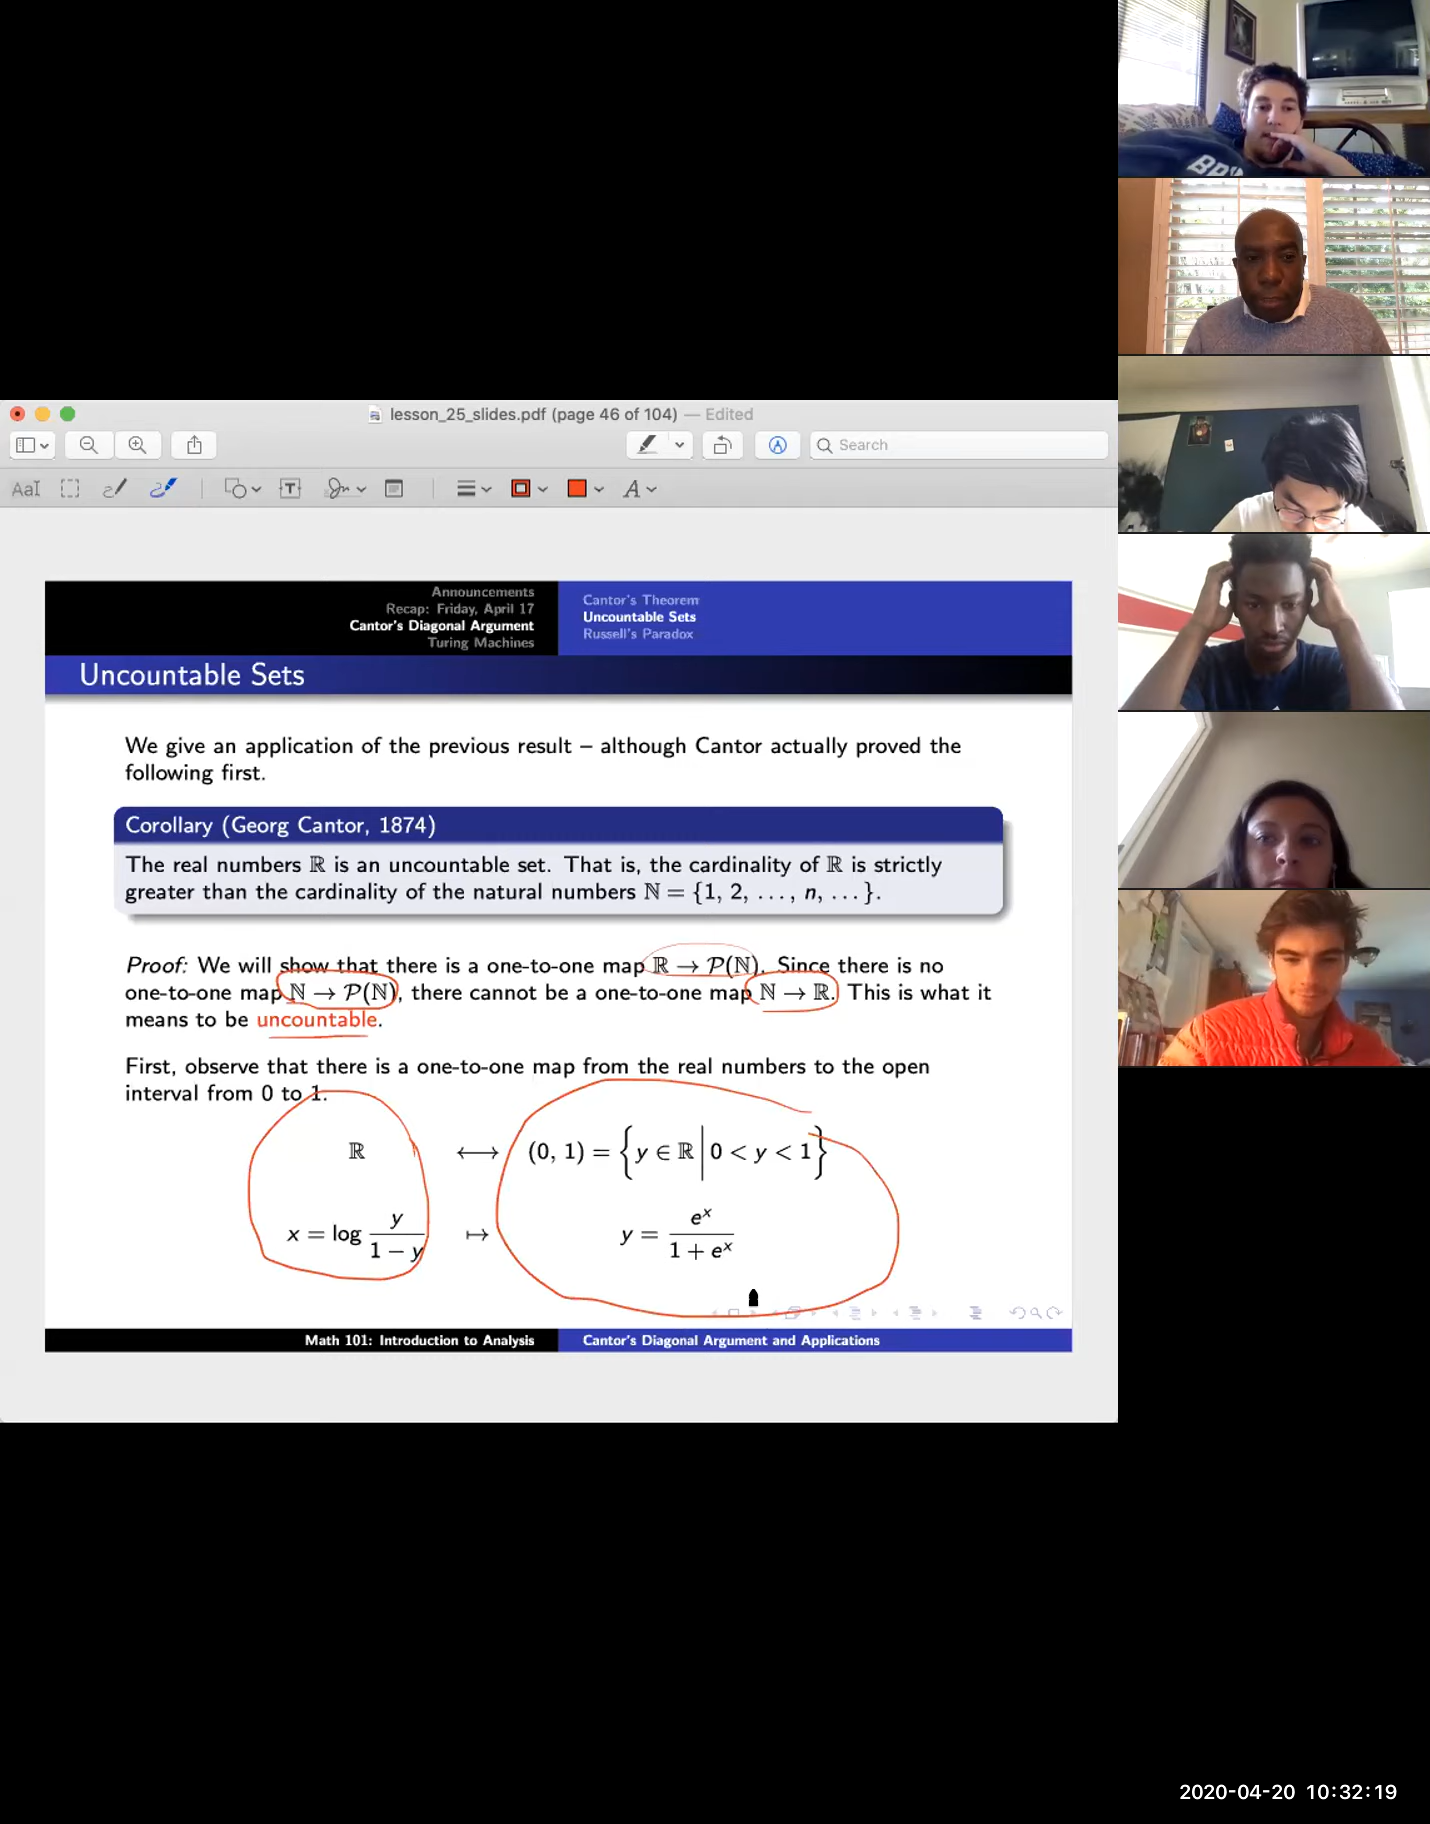 BRY
lesson_25_slides.pdf (page 46 of 104) — Edited
Search
AaI
T
A
Announcements
Recap: Friday, April 17
Cantor's Diagonal Argument
Turing Machines
Cantor's Theorem
Uncountable Sets
Russell's Paradox
Uncountable Sets
We give an application of the previous result – although Cantor actually proved the
following first.
Corollary (Georg Cantor, 1874)
The real numbers ℝ is an uncountable set. That is, the cardinality of ℝ is strictly
greater than the cardinality of the natural numbers ℕ = {1, 2, ..., n, ...}.
Proof: We will show that there is a one-to-one map ℝ → 𝒫(ℕ). Since there is no
one-to-one map ℕ → 𝒫(ℕ), there cannot be a one-to-one map ℕ → ℝ. This is what it
means to be uncountable.
First, observe that there is a one-to-one map from the real numbers to the open
interval from 0 to 1.
ℝ ⟷ (0, 1) = {y ∈ ℝ | 0 < y < 1}
x = log y/(1 − y) ↦ y = e^x/(1 + e^x)
Math 101: Introduction to Analysis
Cantor's Diagonal Argument and Applications
2020-04-20 10:32:19